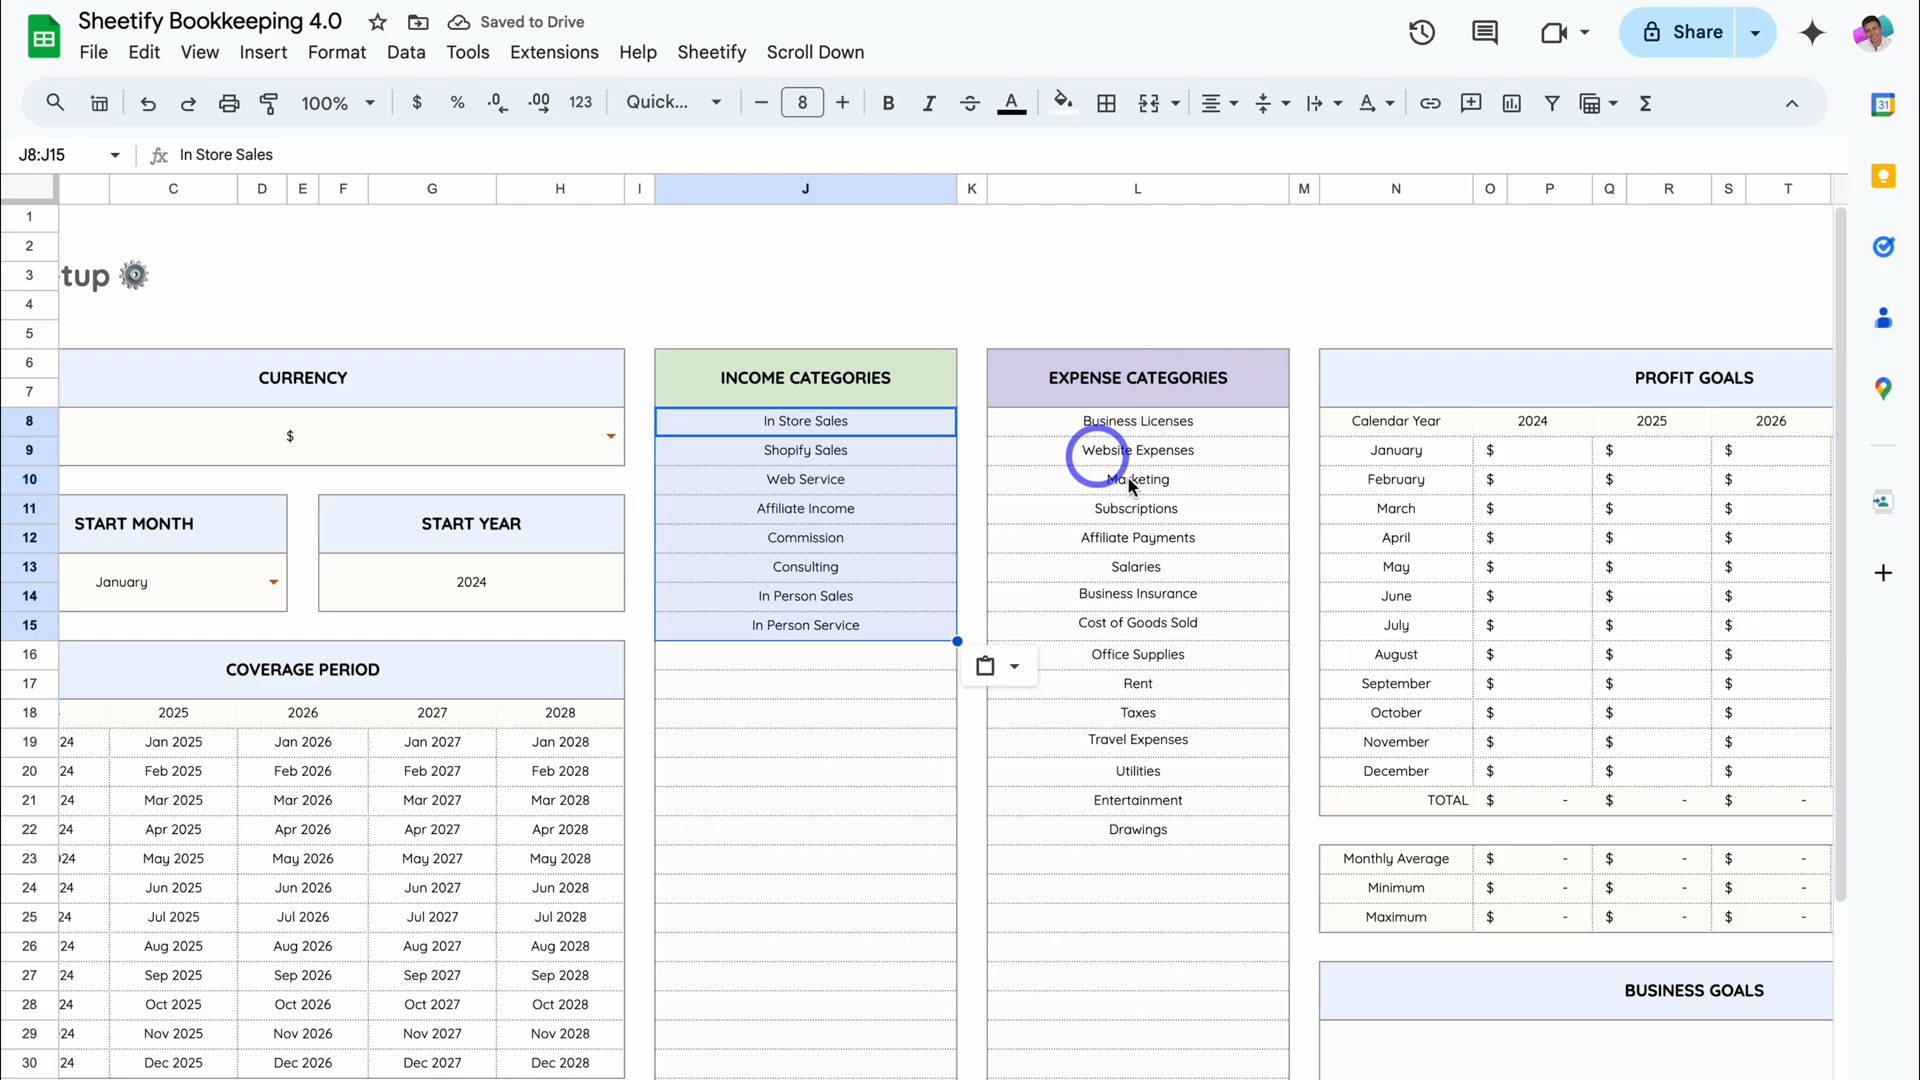 Sheetify Bookkeeping 4.0 Saved to Drive
File Edit View Insert Format Data Tools Extensions Help Sheetify Scroll Down
Share
100% $ % .0 .00 123 Quick... 8 B I A
31
J8:J15 fx In Store Sales
C D E F G H I J K L M N O P Q R S T
1
2
3 tup
4
5
6
7
CURRENCY INCOME CATEGORIES EXPENSE CATEGORIES PROFIT GOALS
8 In Store Sales Business Licenses Calendar Year 2024 2025 2026
$
9 Shopify Sales Website Expenses January $ $ $
10 Web Service Marketing February $ $ $
11 Affiliate Income Subscriptions March $ $ $
START MONTH START YEAR
12 Commission Affiliate Payments April $ $ $
13 Consulting Salaries May $ $ $
January 2024
14 In Person Sales Business Insurance June $ $ $
15 In Person Service Cost of Goods Sold July $ $ $
16 Office Supplies August $ $ $
COVERAGE PERIOD
17 Rent September $ $ $
18 2025 2026 2027 2028 Taxes October $ $ $
19 24 Jan 2025 Jan 2026 Jan 2027 Jan 2028 Travel Expenses November $ $ $
20 24 Feb 2025 Feb 2026 Feb 2027 Feb 2028 Utilities December $ $ $
21 24 Mar 2025 Mar 2026 Mar 2027 Mar 2028 Entertainment TOTAL $ - $ - $ -
22 24 Apr 2025 Apr 2026 Apr 2027 Apr 2028 Drawings
23 24 May 2025 May 2026 May 2027 May 2028 Monthly Average $ - $ - $ -
24 24 Jun 2025 Jun 2026 Jun 2027 Jun 2028 Minimum $ - $ - $ -
25 24 Jul 2025 Jul 2026 Jul 2027 Jul 2028 Maximum $ - $ - $ -
26 24 Aug 2025 Aug 2026 Aug 2027 Aug 2028
27 24 Sep 2025 Sep 2026 Sep 2027 Sep 2028
BUSINESS GOALS
28 24 Oct 2025 Oct 2026 Oct 2027 Oct 2028
29 24 Nov 2025 Nov 2026 Nov 2027 Nov 2028
30 24 Dec 2025 Dec 2026 Dec 2027 Dec 2028